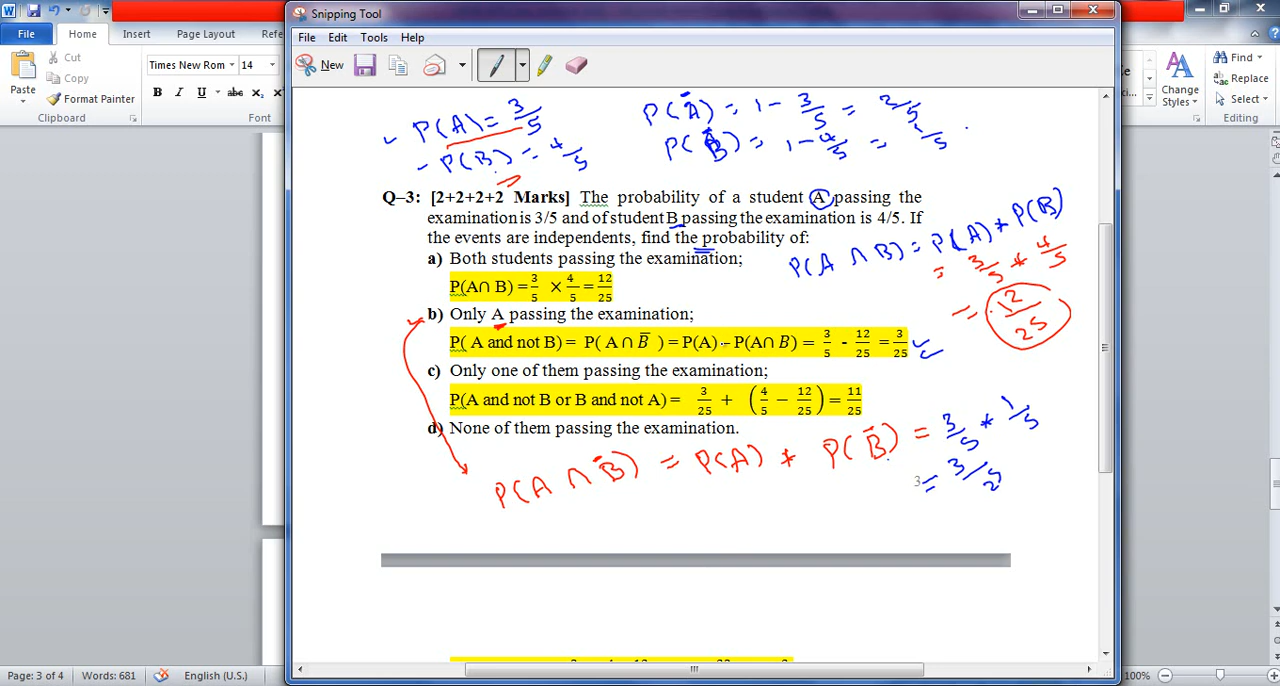 Snipping Tool
File Home Insert Page Layout Refe
File Edit Tools Help
New
Cut
Copy
Format Painter
Paste
Clipboard
Times New Rom 14
B I U abc x₂ x
Font
Find
Replace
Select
Change
Styles
Editing
P(A) = 3/5
P(B) = 4/5
P(Ā) = 1 - 3/5 = 2/5
P(B̄) = 1 - 4/5 = 1/5
Q–3: [2+2+2+2 Marks] The probability of a student A passing the
examination is 3/5 and of student B passing the examination is 4/5. If
the events are independents, find the probability of:
a) Both students passing the examination;
P(A∩ B) = 3/5 × 4/5 = 12/25
b) Only A passing the examination;
P( A and not B) = P( A ∩ B̄ ) = P(A) - P(A∩ B) = 3/5 - 12/25 = 3/25
c) Only one of them passing the examination;
P(A and not B or B and not A) = 3/25 + (4/5 − 12/25) = 11/25
d) None of them passing the examination.
P(A ∩ B) = P(A) * P(B)
= 3/5 * 4/5
= 12/25
P(A ∩ B̄) = P(A) * P(B̄) = 3/5 * 1/5
= 3/25
3
Page: 3 of 4 Words: 681 English (U.S.) 100%